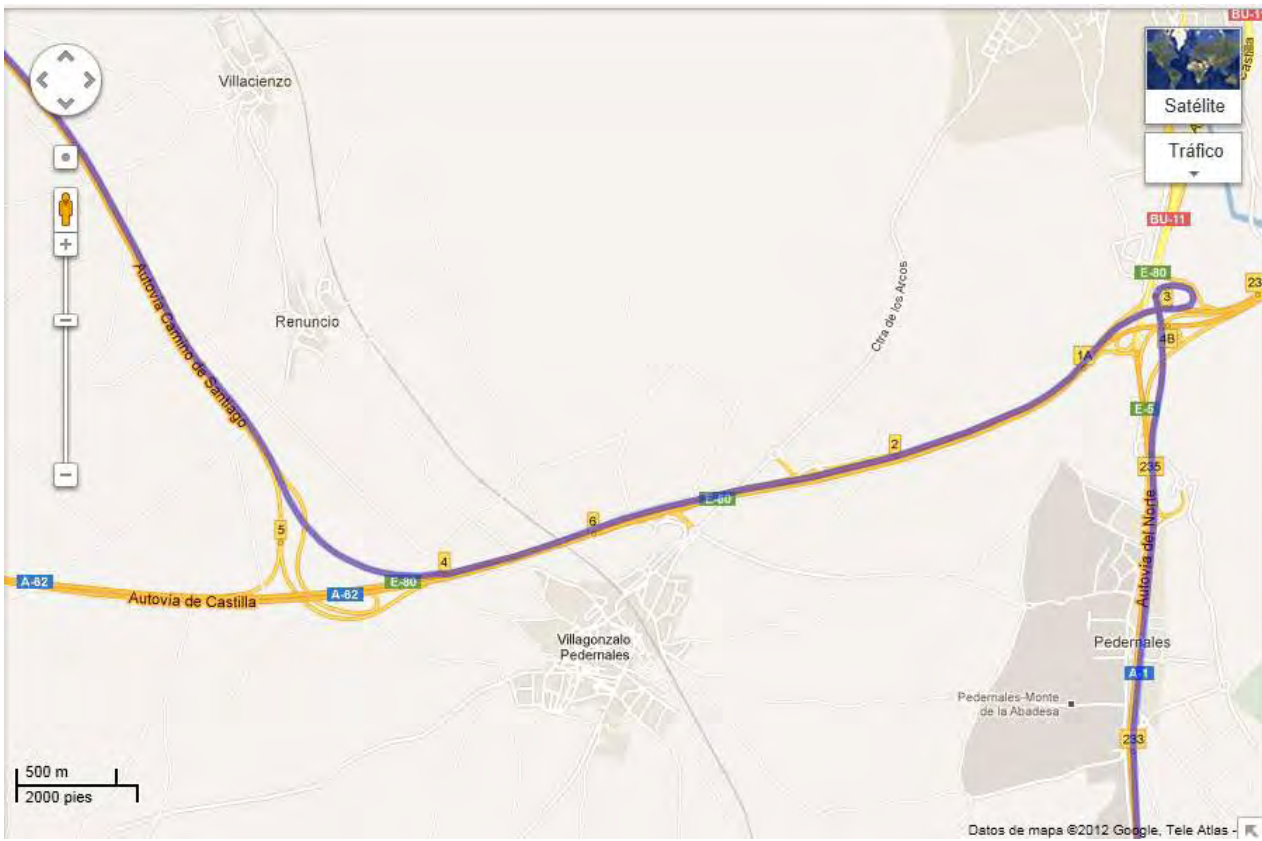 BU-11
Castilla
Villacienzo
Satélite
Tráfico
BU-11
E-80
23
3
Autovía Camino de Santiago
Renuncio
Ctra de los Arcos
4B
1A
E-5
2
235
E-80
6
5
4
Autovía del Norte
A-62
E-80
A-62
Autovía de Castilla
Villagonzalo
Pedernales
Pedernales
A-1
Pedernales-Monte
de la Abadesa
233
500 m
2000 pies
Datos de mapa ©2012 Google, Tele Atlas -